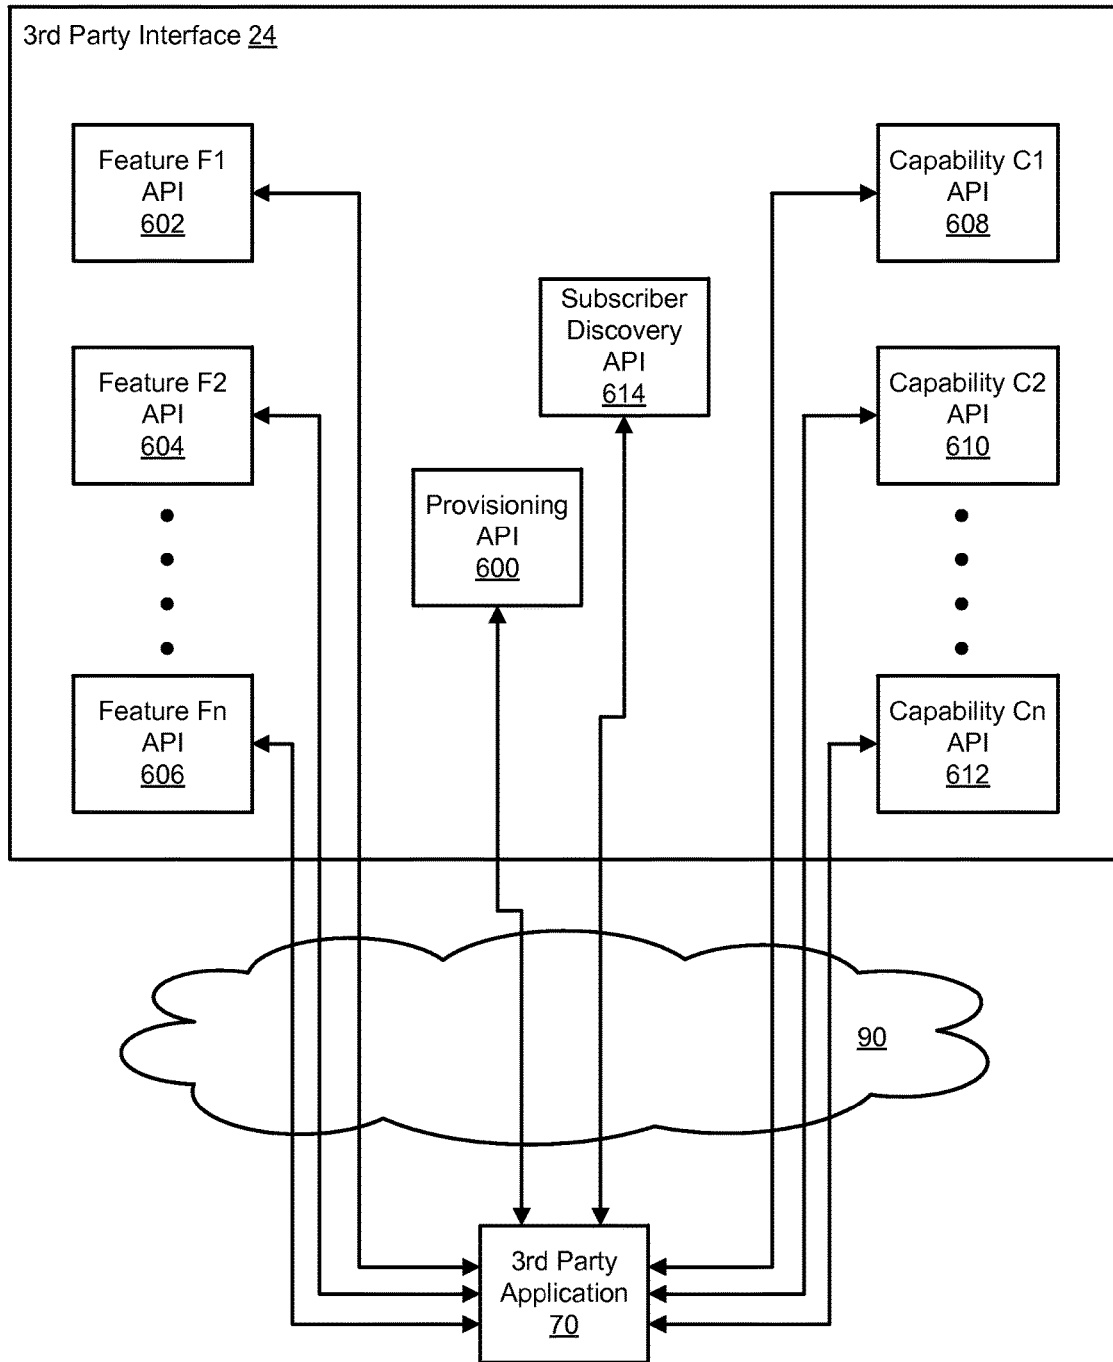 3rd Party Interface 24
Feature F1
API
602
Capability C1
API
608
Subscriber
Discovery
API
614
Feature F2
API
604
Capability C2
API
610
Provisioning
API
600
Feature Fn
API
606
Capability Cn
API
612
90
3rd Party
Application
70